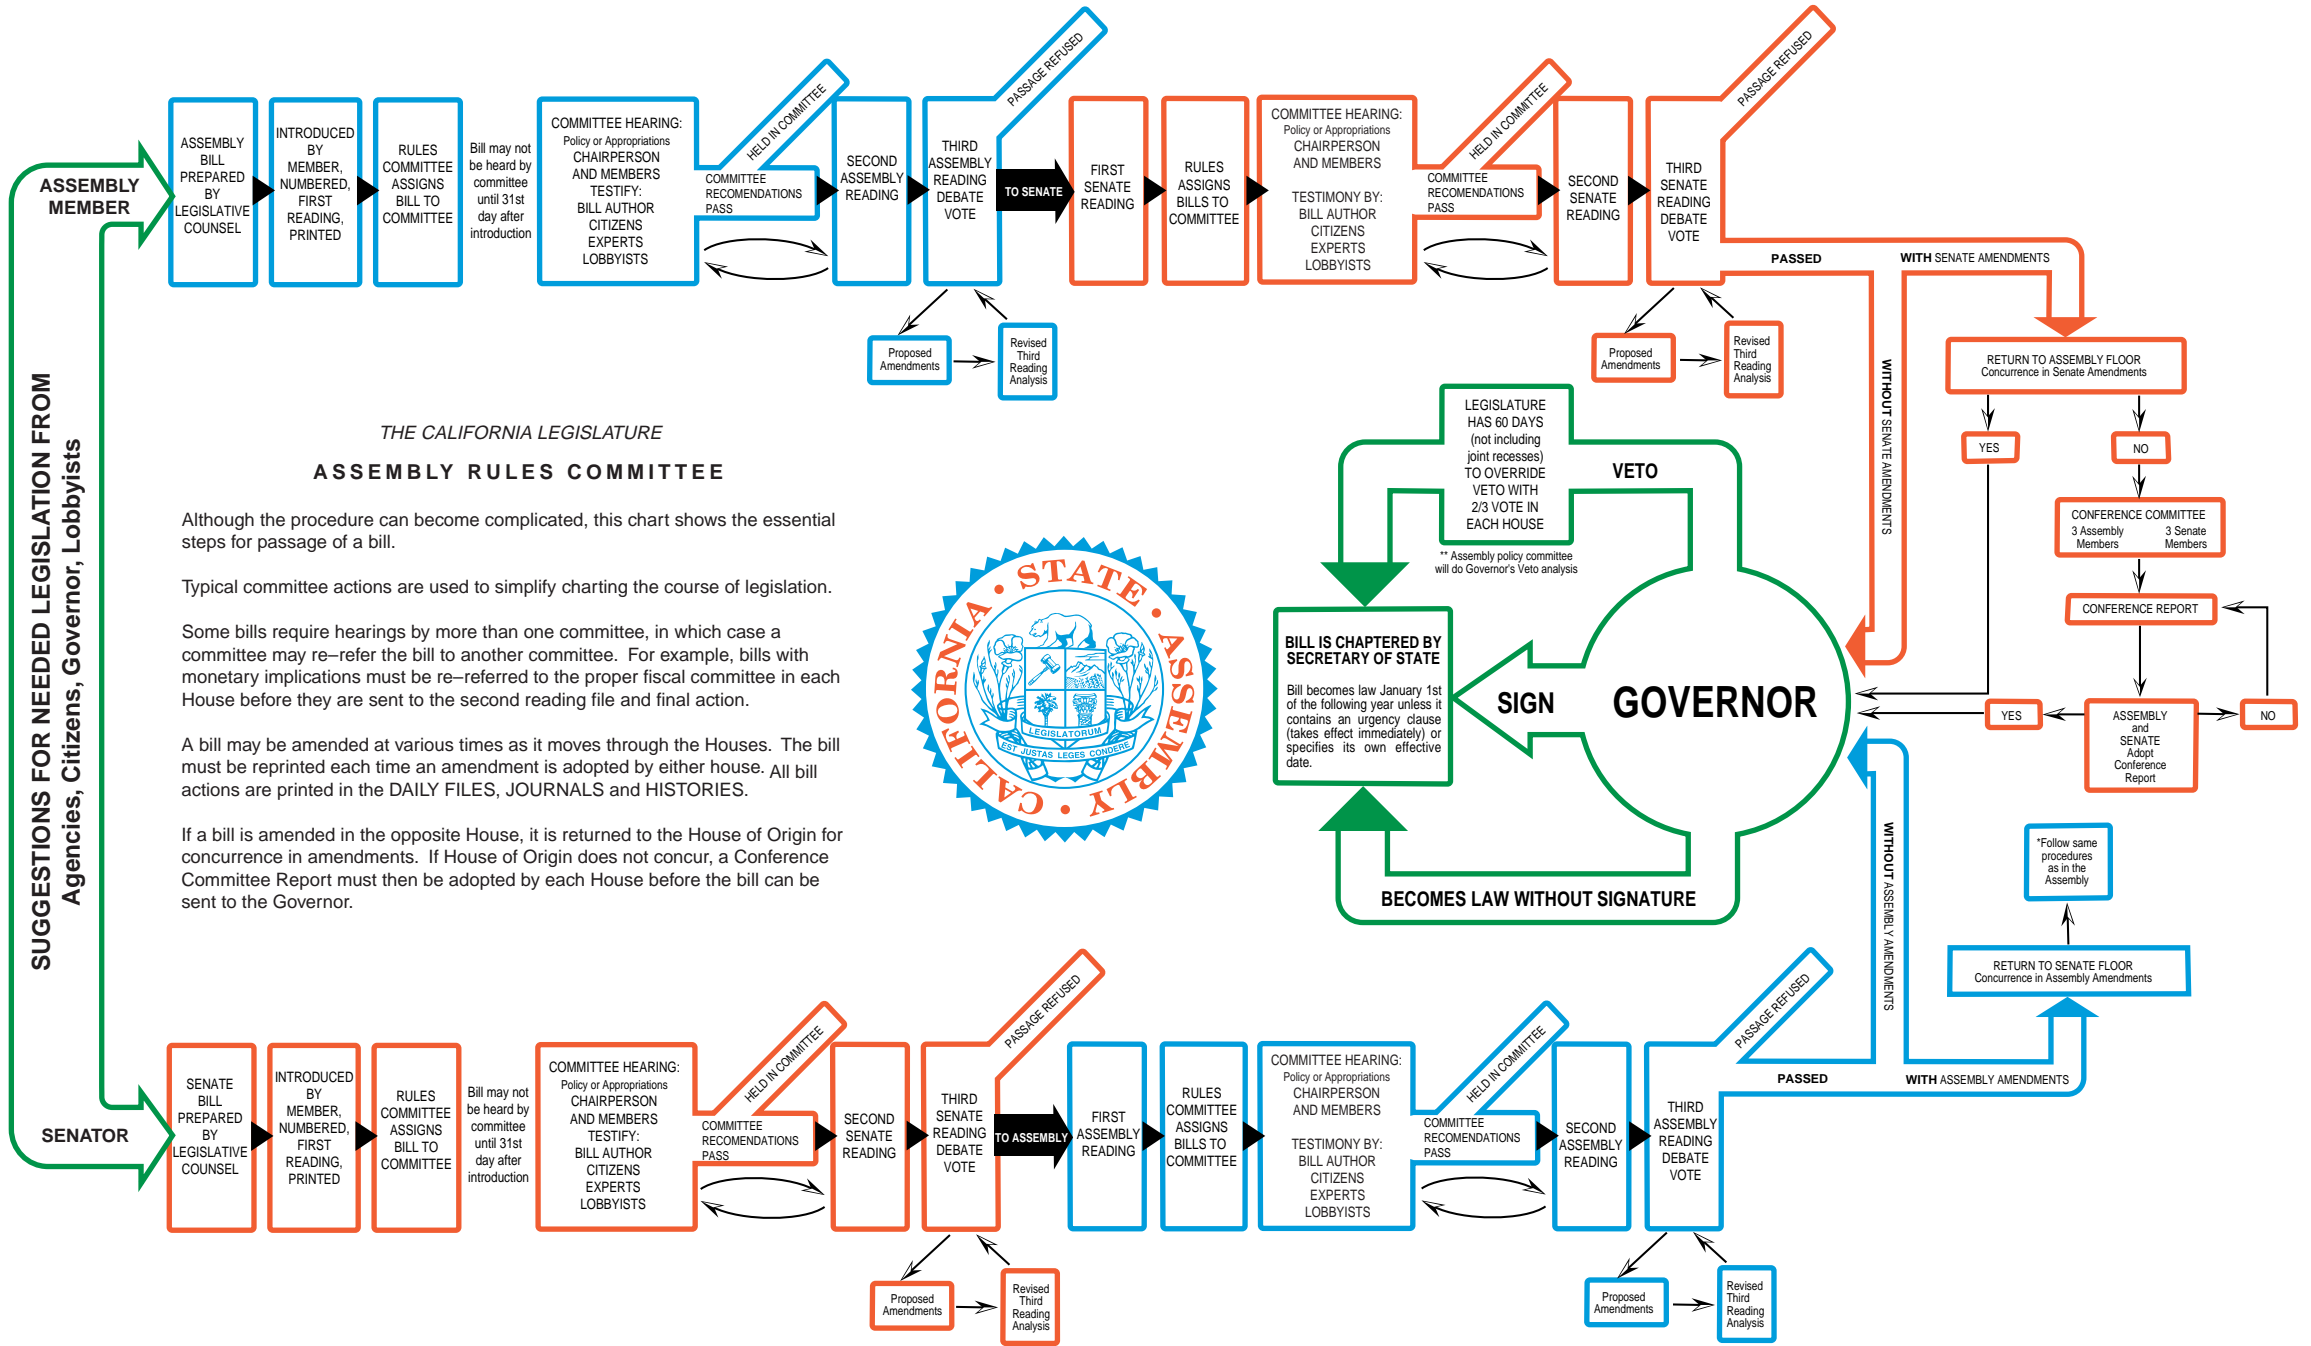 SUGGESTIONS FOR NEEDED LEGISLATION FROM
Agencies, Citizens, Governor, Lobbyists
ASSEMBLY
MEMBER
ASSEMBLY
BILL
PREPARED
BY
LEGISLATIVE
COUNSEL
INTRODUCED
BY
MEMBER,
NUMBERED,
FIRST
READING,
PRINTED
RULES
COMMITTEE
ASSIGNS
BILL TO
COMMITTEE
Bill may not
be heard by
committee
until 31st
day after
introduction
COMMITTEE HEARING:
Policy or Appropriations
CHAIRPERSON
AND MEMBERS
TESTIFY:
BILL AUTHOR
CITIZENS
EXPERTS
LOBBYISTS
HELD IN COMMITTEE
COMMITTEE
RECOMENDATIONS
PASS
SECOND
ASSEMBLY
READING
PASSAGE REFUSED
THIRD
ASSEMBLY
READING
DEBATE
VOTE
Proposed
Amendments
Revised
Third
Reading
Analysis
TO SENATE
FIRST
SENATE
READING
RULES
ASSIGNS
BILLS TO
COMMITTEE
COMMITTEE HEARING:
Policy or Appropriations
CHAIRPERSON
AND MEMBERS
TESTIMONY BY:
BILL AUTHOR
CITIZENS
EXPERTS
LOBBYISTS
HELD IN COMMITTEE
COMMITTEE
RECOMENDATIONS
PASS
SECOND
SENATE
READING
PASSAGE REFUSED
THIRD
SENATE
READING
DEBATE
VOTE
Proposed
Amendments
Revised
Third
Reading
Analysis
PASSED
WITH SENATE AMENDMENTS
WITHOUT SENATE AMENDMENTS
RETURN TO ASSEMBLY FLOOR
Concurrence in Senate Amendments
YES
NO
CONFERENCE COMMITTEE
3 Assembly
Members
3 Senate
Members
CONFERENCE REPORT
ASSEMBLY
and
SENATE
Adopt
Conference
Report
YES
NO
THE CALIFORNIA LEGISLATURE
ASSEMBLY RULES COMMITTEE
Although the procedure can become complicated, this chart shows the essential
steps for passage of a bill.
Typical committee actions are used to simplify charting the course of legislation.
Some bills require hearings by more than one committee, in which case a
committee may re–refer the bill to another committee. For example, bills with
monetary implications must be re–referred to the proper fiscal committee in each
House before they are sent to the second reading file and final action.
A bill may be amended at various times as it moves through the Houses. The bill
must be reprinted each time an amendment is adopted by either house. All bill
actions are printed in the DAILY FILES, JOURNALS and HISTORIES.
If a bill is amended in the opposite House, it is returned to the House of Origin for
concurrence in amendments. If House of Origin does not concur, a Conference
Committee Report must then be adopted by each House before the bill can be
sent to the Governor.
CALIFORNIA • STATE • ASSEMBLY •
LEGISLATORUM
EST JUSTAS LEGES CONDERE
LEGISLATURE
HAS 60 DAYS
(not including
joint recesses)
TO OVERRIDE
VETO WITH
2/3 VOTE IN
EACH HOUSE
VETO
** Assembly policy committee
will do Governor's Veto analysis
BILL IS CHAPTERED BY
SECRETARY OF STATE
Bill becomes law January 1st
of the following year unless it
contains an urgency clause
(takes effect immediately) or
specifies its own effective
date.
SIGN
GOVERNOR
BECOMES LAW WITHOUT SIGNATURE
SENATOR
SENATE
BILL
PREPARED
BY
LEGISLATIVE
COUNSEL
INTRODUCED
BY
MEMBER,
NUMBERED,
FIRST
READING,
PRINTED
RULES
COMMITTEE
ASSIGNS
BILL TO
COMMITTEE
Bill may not
be heard by
committee
until 31st
day after
introduction
COMMITTEE HEARING:
Policy or Appropriations
CHAIRPERSON
AND MEMBERS
TESTIFY:
BILL AUTHOR
CITIZENS
EXPERTS
LOBBYISTS
HELD IN COMMITTEE
COMMITTEE
RECOMENDATIONS
PASS
SECOND
SENATE
READING
PASSAGE REFUSED
THIRD
SENATE
READING
DEBATE
VOTE
Proposed
Amendments
Revised
Third
Reading
Analysis
TO ASSEMBLY
FIRST
ASSEMBLY
READING
RULES
COMMITTEE
ASSIGNS
BILLS TO
COMMITTEE
COMMITTEE HEARING:
Policy or Appropriations
CHAIRPERSON
AND MEMBERS
TESTIMONY BY:
BILL AUTHOR
CITIZENS
EXPERTS
LOBBYISTS
HELD IN COMMITTEE
COMMITTEE
RECOMENDATIONS
PASS
SECOND
ASSEMBLY
READING
PASSAGE REFUSED
THIRD
ASSEMBLY
READING
DEBATE
VOTE
Proposed
Amendments
Revised
Third
Reading
Analysis
PASSED
WITH ASSEMBLY AMENDMENTS
WITHOUT ASSEMBLY AMENDMENTS
RETURN TO SENATE FLOOR
Concurrence in Assembly Amendments
*Follow same
procedures
as in the
Assembly